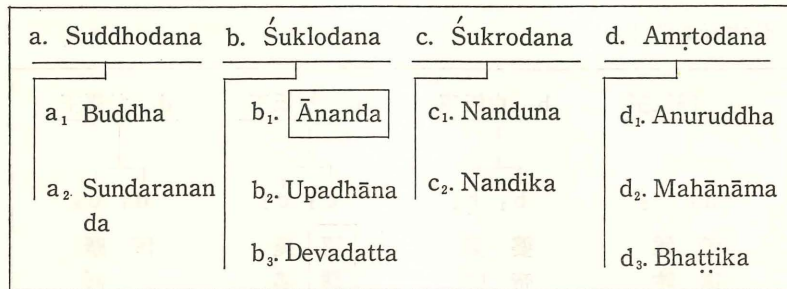 a. Suddhodana b. Śuklodana c. Śukrodana d. Amṛtodana
a₁ Buddha b₁. Ānanda c₁. Nanduna d₁. Anuruddha
a₂. Sundaranan b₂. Upadhāna c₂. Nandika d₂. Mahānāma
da
b₃. Devadatta d₃. Bhaṭṭika